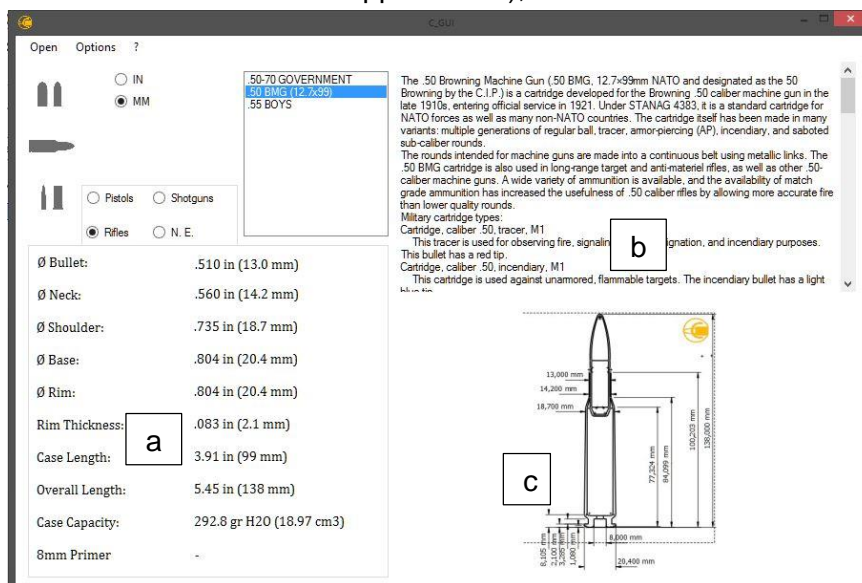 C_GUI
Open Options ?
IN
MM
.50-70 GOVERNMENT
.50 BMG (12.7x99)
.55 BOYS
Pistols Shotguns
Rifles N. E.
The .50 Browning Machine Gun (.50 BMG, 12.7×99mm NATO and designated as the 50
Browning by the C.I.P.) is a cartridge developed for the Browning .50 caliber machine gun in the
late 1910s, entering official service in 1921. Under STANAG 4383, it is a standard cartridge for
NATO forces as well as many non-NATO countries. The cartridge itself has been made in many
variants: multiple generations of regular ball, tracer, armor-piercing (AP), incendiary, and saboted
sub-caliber rounds.
The rounds intended for machine guns are made into a continuous belt using metallic links. The
.50 BMG cartridge is also used in long-range target and anti-materiel rifles, as well as other .50-
caliber machine guns. A wide variety of ammunition is available, and the availability of match
grade ammunition has increased the usefulness of .50 caliber rifles by allowing more accurate fire
than lower quality rounds.
Military cartridge types:
Cartridge, caliber .50, tracer, M1
This tracer is used for observing fire, signaling, and incendiary purposes.
This bullet has a red tip.
Cartridge, caliber .50, incendiary, M1
This cartridge is used against unarmored, flammable targets. The incendiary bullet has a light
blue tip.
b
Ø Bullet: .510 in (13.0 mm)
Ø Neck: .560 in (14.2 mm)
Ø Shoulder: .735 in (18.7 mm)
Ø Base: .804 in (20.4 mm)
Ø Rim: .804 in (20.4 mm)
Rim Thickness: .083 in (2.1 mm)
a
Case Length: 3.91 in (99 mm)
Overall Length: 5.45 in (138 mm)
Case Capacity: 292.8 gr H2O (18.97 cm3)
8mm Primer -
13,000 mm
14,200 mm
18,700 mm
77,324 mm
84,099 mm
100,203 mm
138,000 mm
c
8,000 mm
8,105 mm
2,100 mm
3,285 mm
1,080 mm
20,400 mm